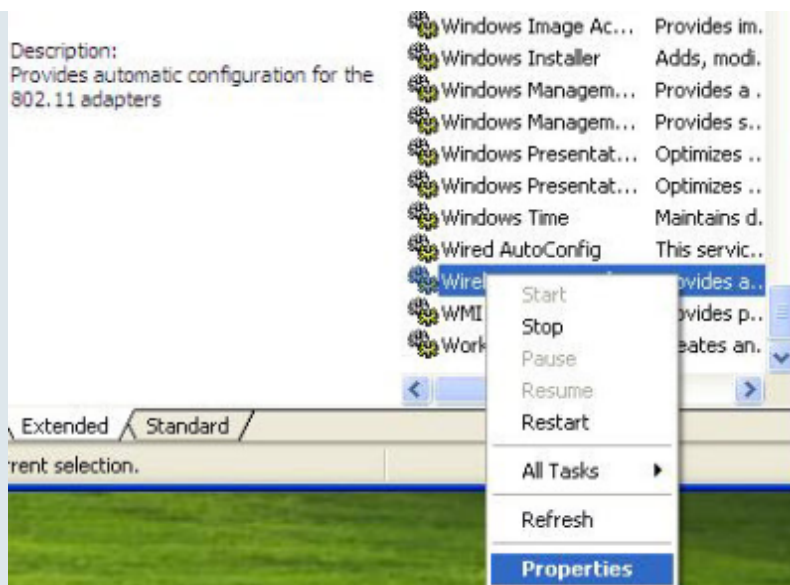 Description:
Provides automatic configuration for the
802.11 adapters
Windows Image Ac... Provides im.
Windows Installer Adds, modi.
Windows Managem... Provides a .
Windows Managem... Provides s..
Windows Presentat... Optimizes ..
Windows Presentat... Optimizes ..
Windows Time Maintains d.
Wired AutoConfig This servic..
Wirel ovides a..
WMI ovides p..
Work eates an.
Start
Stop
Pause
Resume
Restart
All Tasks
Refresh
Properties
Extended Standard
rrent selection.